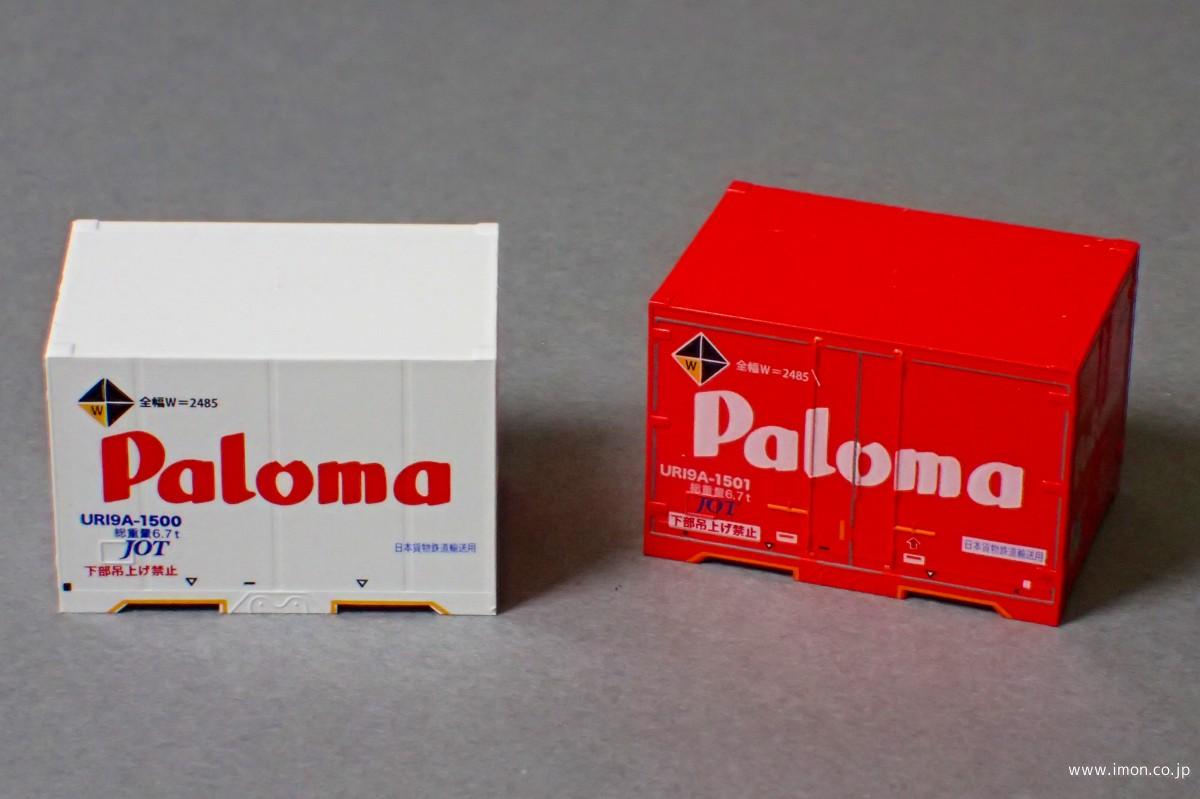 W
全幅W=2485
Paloma
URI9A-1500
総重量6.7t
JOT
下部吊上げ禁止
日本貨物鉄道輸送用
W
全幅W=2485
Paloma
URI9A-1501
総重量6.7t
JOT
下部吊上げ禁止
日本貨物鉄道輸送用
www.imon.co.jp